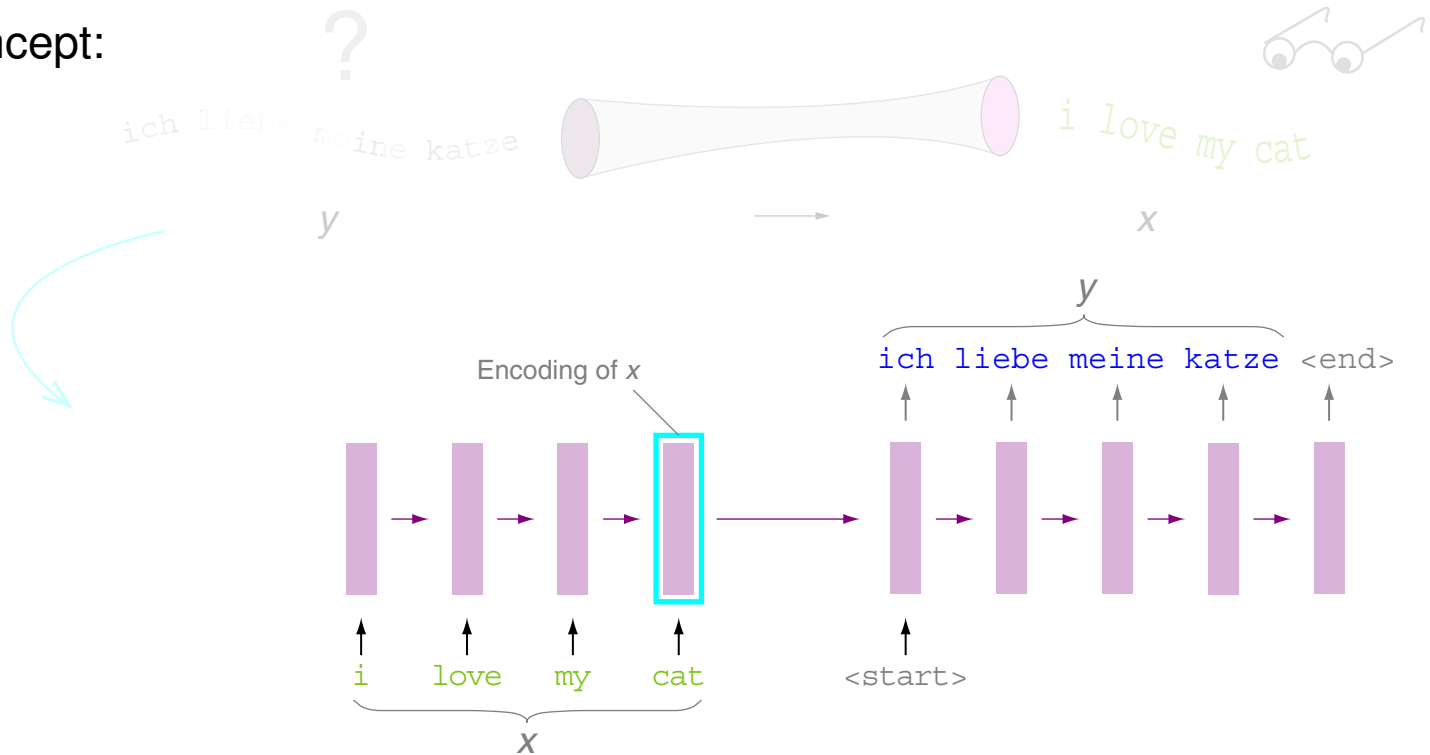 ncept:
?
ich liebe meine katze
i love my cat
y
x
y
ich liebe meine katze <end>
Encoding of x
i love my cat <start>
x